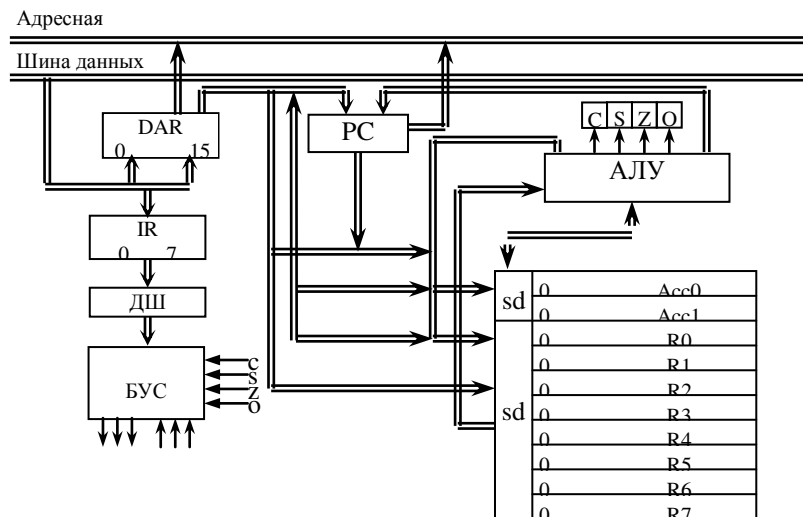 Адресная
Шина данных
DAR
0 15
PC
C S Z O
АЛУ
IR
0 7
ДШ
БУС
c
s
z
o
sd
0 Acc0
0 Acc1
sd
0 R0
0 R1
0 R2
0 R3
0 R4
0 R5
0 R6
0 R7